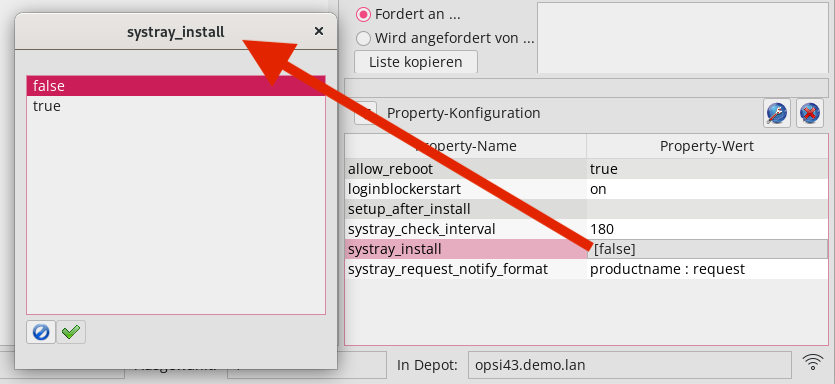 systray_install ×
false
true
Fordert an ...
Wird angefordert von ...
Liste kopieren
Property-Konfiguration
Property-Name Property-Wert
allow_reboot true
loginblockerstart on
setup_after_install
systray_check_interval 180
systray_install [false]
systray_request_notify_format productname : request
In Depot: opsi43.demo.lan